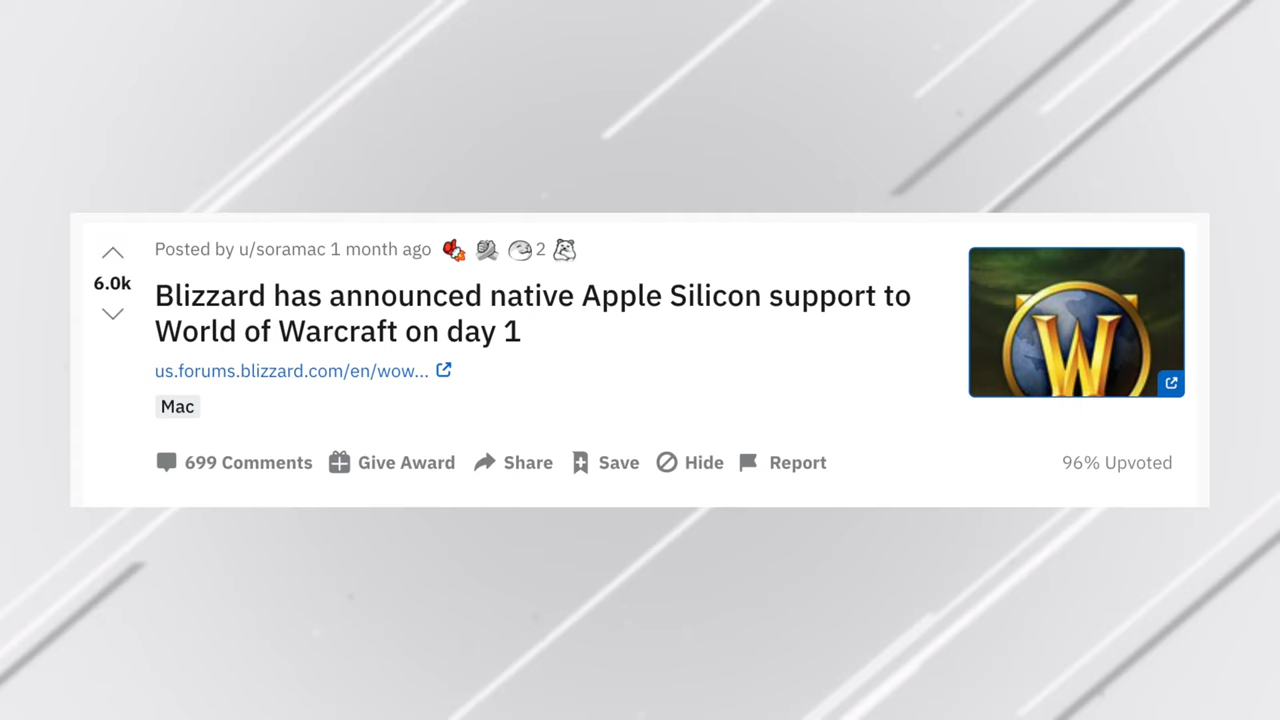 Posted by u/soramac 1 month ago 2
6.0k
Blizzard has announced native Apple Silicon support to
World of Warcraft on day 1
us.forums.blizzard.com/en/wow...
Mac
W
699 Comments Give Award Share Save Hide Report 96% Upvoted